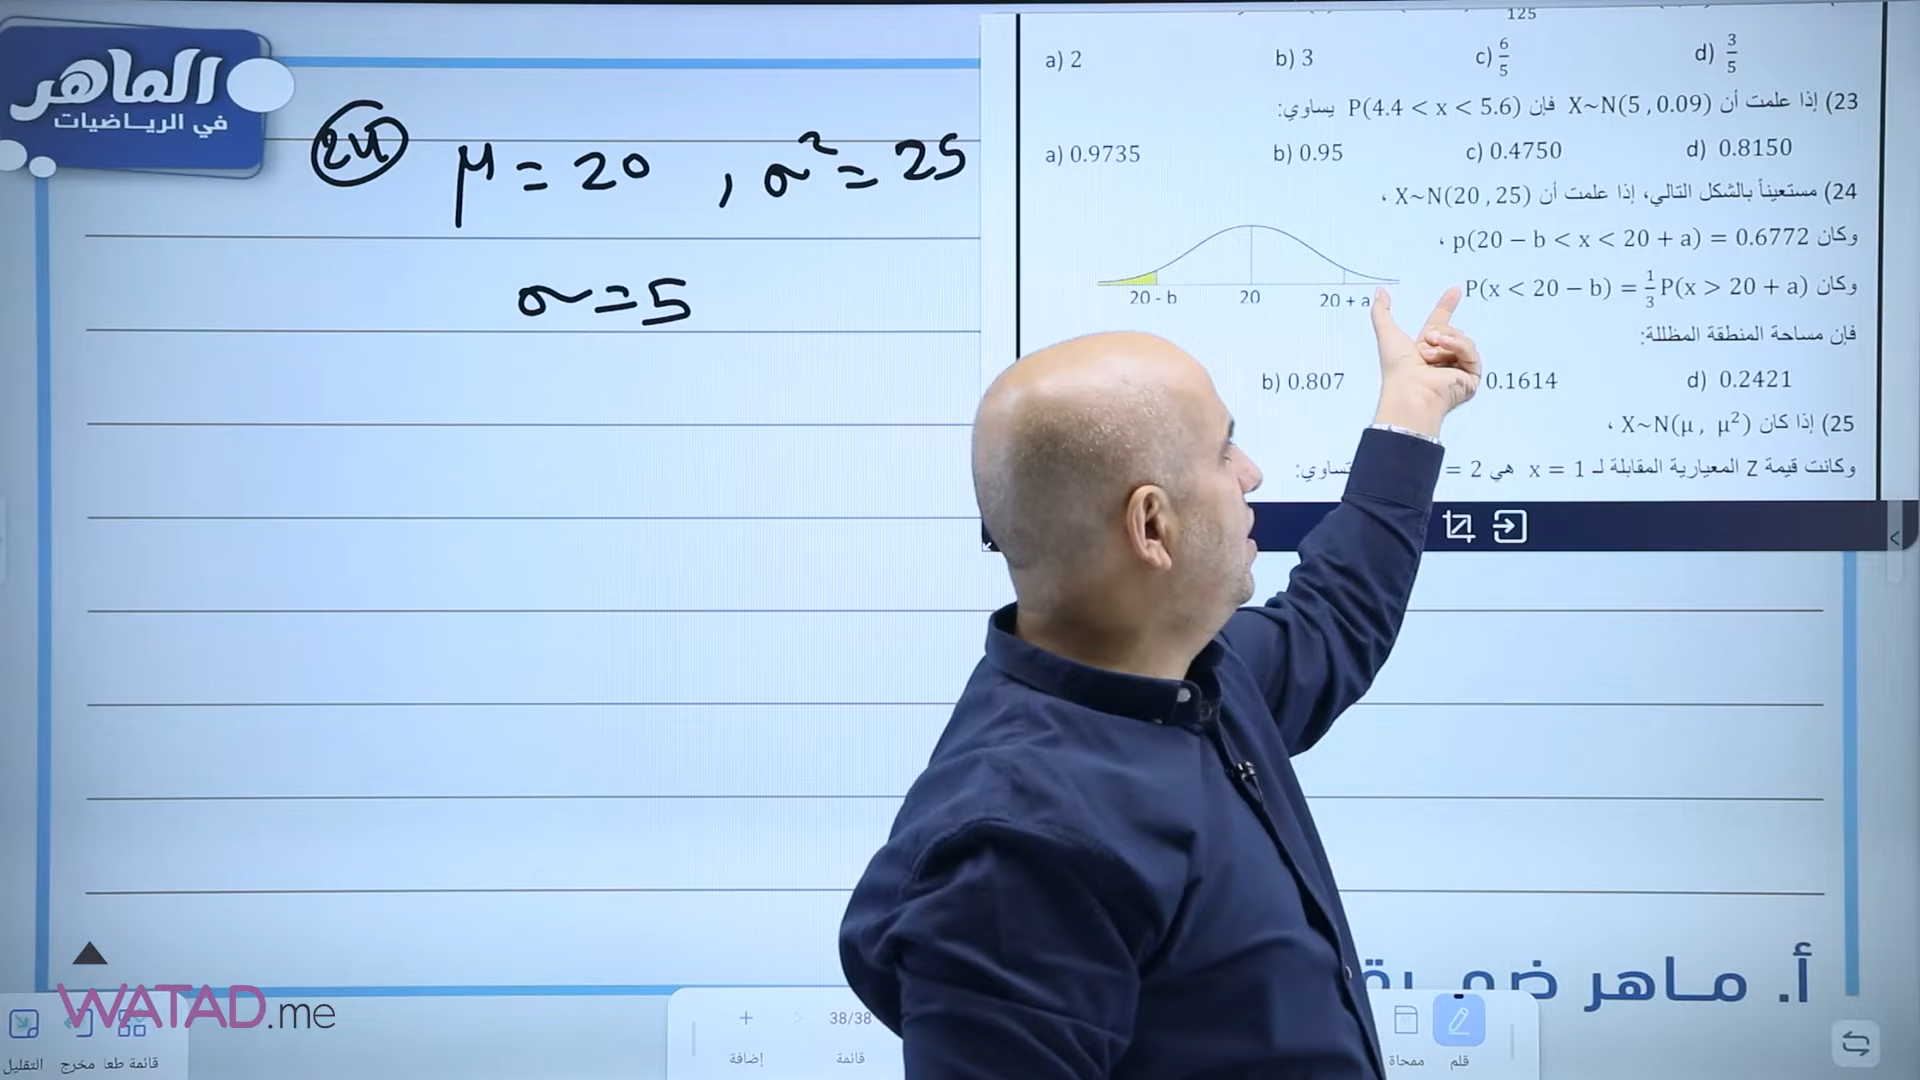 الماهر
في الرياضيات
24
μ = 20 , σ² = 25
σ = 5
125
a) 2 b) 3 c) 6/5 d) 3/5
23) إذا علمت أن X~N(5 , 0.09) فإن P(4.4 < x < 5.6) يساوي:
a) 0.9735 b) 0.95 c) 0.4750 d) 0.8150
24) مستعيناً بالشكل التالي، إذا علمت أن X~N(20 , 25) ،
وكان p(20 − b < x < 20 + a) = 0.6772 ،
وكان P(x < 20 − b) = 1/3 P(x > 20 + a)
20 - b 20 20 + a
فإن مساحة المنطقة المظللة:
b) 0.807 0.1614 d) 0.2421
25) إذا كان X~N(μ , μ²) ،
وكانت قيمة Z المعيارية المقابلة لـ x = 1 هي 2 = تساوي:
أ. ماهر
WATAD.me
التقليل
مخرج
قائمة طعا
إضافة
38/38
قائمة
ممحاة
قلم